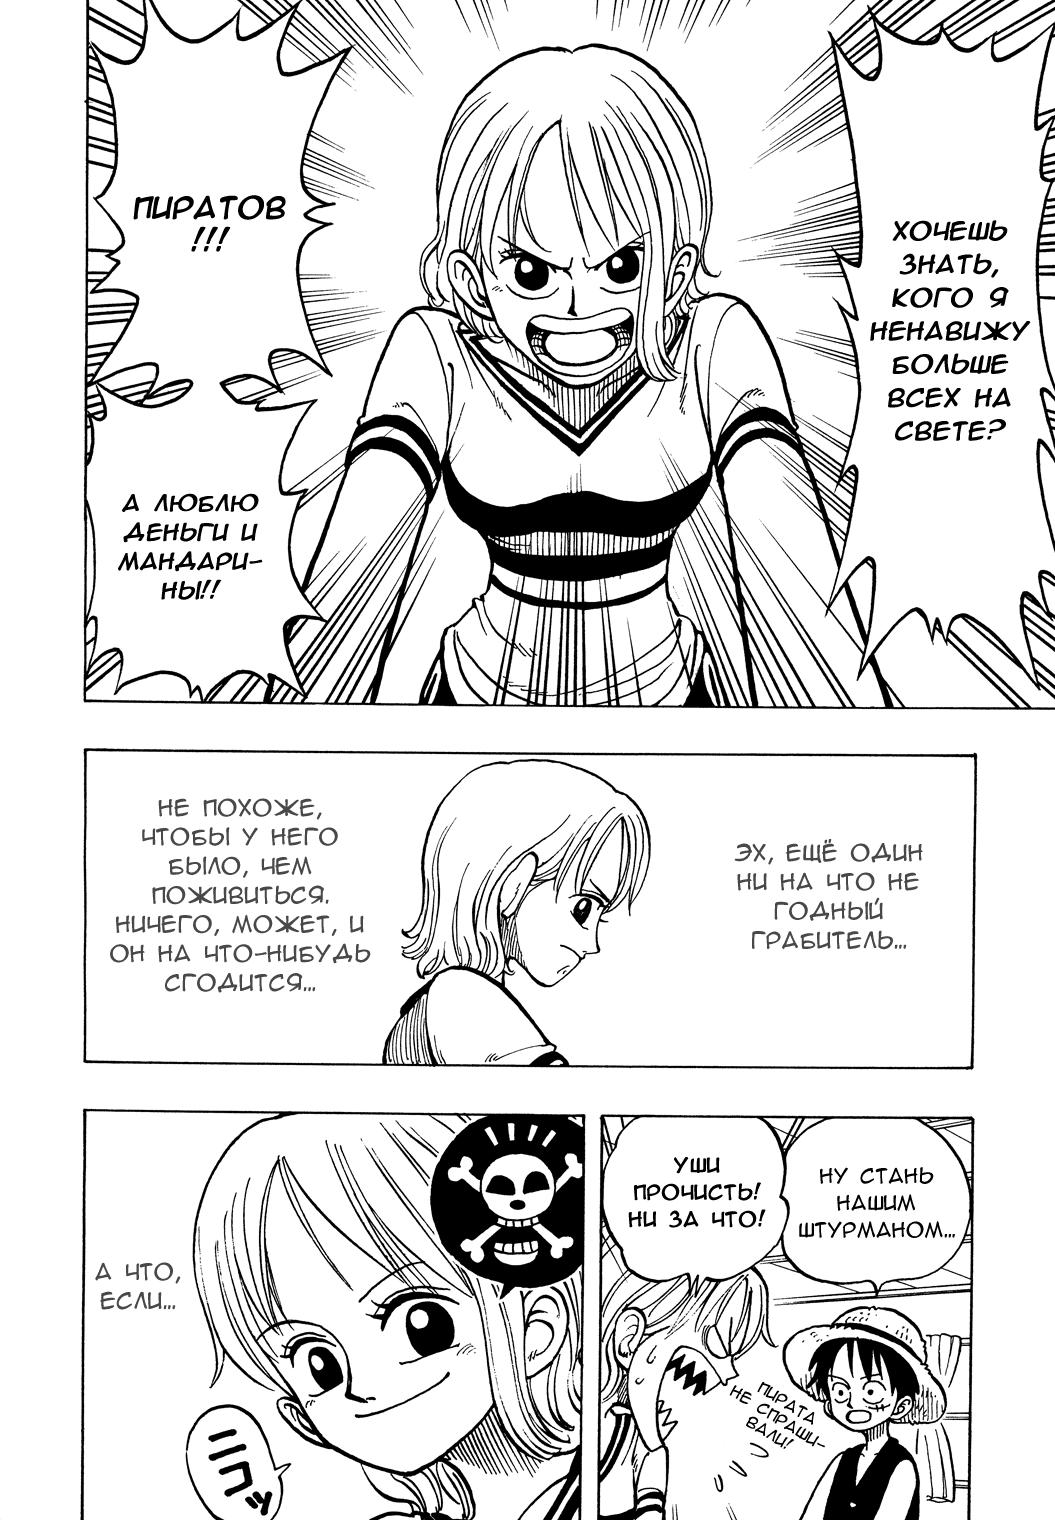 ХОЧЕШЬ
ЗНАТЬ,
КОГО Я
НЕНАВИЖУ
БОЛЬШЕ
ВСЕХ НА
СВЕТЕ?
ПИРАТОВ
!!!
А ЛЮБЛЮ
ДЕНЬГИ И
МАНДАРИ-
НЫ!!
ЭХ, ЕЩЁ ОДИН
НИ НА ЧТО НЕ
ГОДНЫЙ
ГРАБИТЕЛЬ...
НЕ ПОХОЖЕ,
ЧТОБЫ У НЕГО
БЫЛО, ЧЕМ
ПОЖИВИТЬСЯ.
НИЧЕГО, МОЖЕТ, И
ОН НА ЧТО-НИБУДЬ
СГОДИТСЯ...
НУ СТАНЬ
НАШИМ
ШТУРМАНОМ...
УШИ
ПРОЧИСТЬ!
НИ ЗА ЧТО!
ПИРАТА
НЕ СПРАШИ-
ВАЛИ!
А ЧТО,
ЕСЛИ...
ニコッ